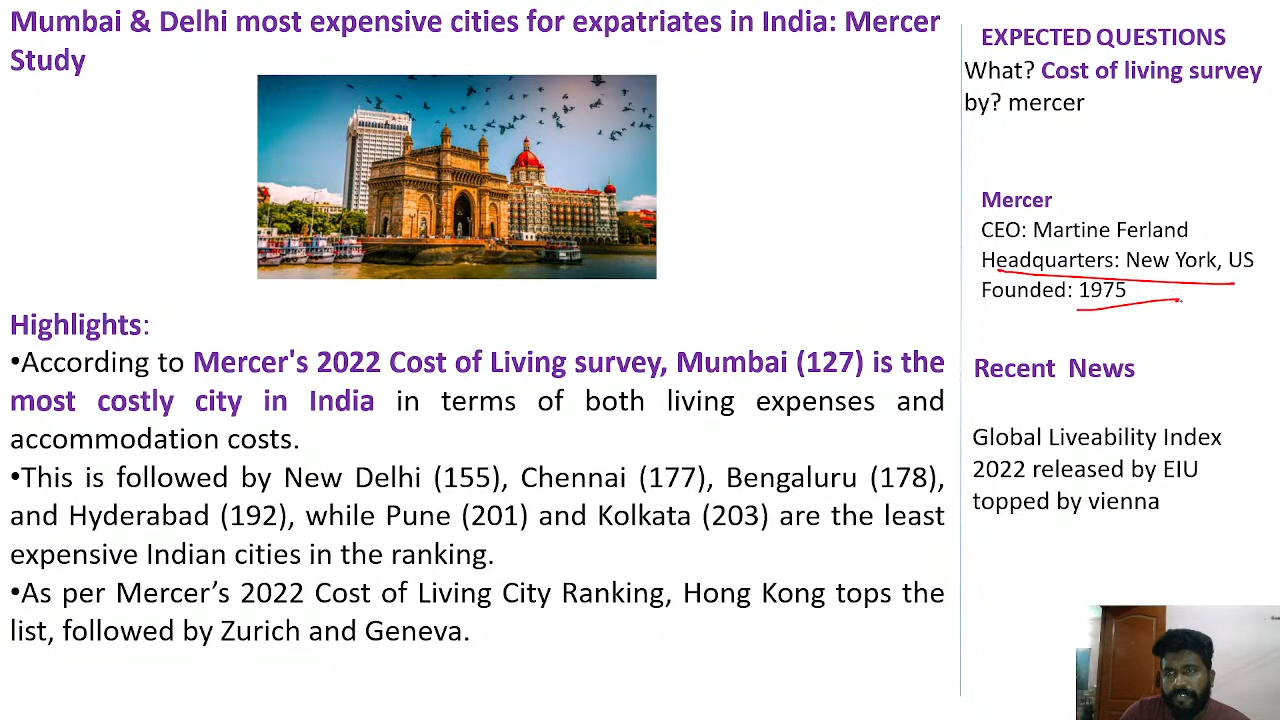 Mumbai & Delhi most expensive cities for expatriates in India: Mercer
Study
Highlights:
•According to Mercer's 2022 Cost of Living survey, Mumbai (127) is the
most costly city in India in terms of both living expenses and
accommodation costs.
•This is followed by New Delhi (155), Chennai (177), Bengaluru (178),
and Hyderabad (192), while Pune (201) and Kolkata (203) are the least
expensive Indian cities in the ranking.
•As per Mercer’s 2022 Cost of Living City Ranking, Hong Kong tops the
list, followed by Zurich and Geneva.
EXPECTED QUESTIONS
What? Cost of living survey
by? mercer
Mercer
CEO: Martine Ferland
Headquarters: New York, US
Founded: 1975
Recent News
Global Liveability Index
2022 released by EIU
topped by vienna